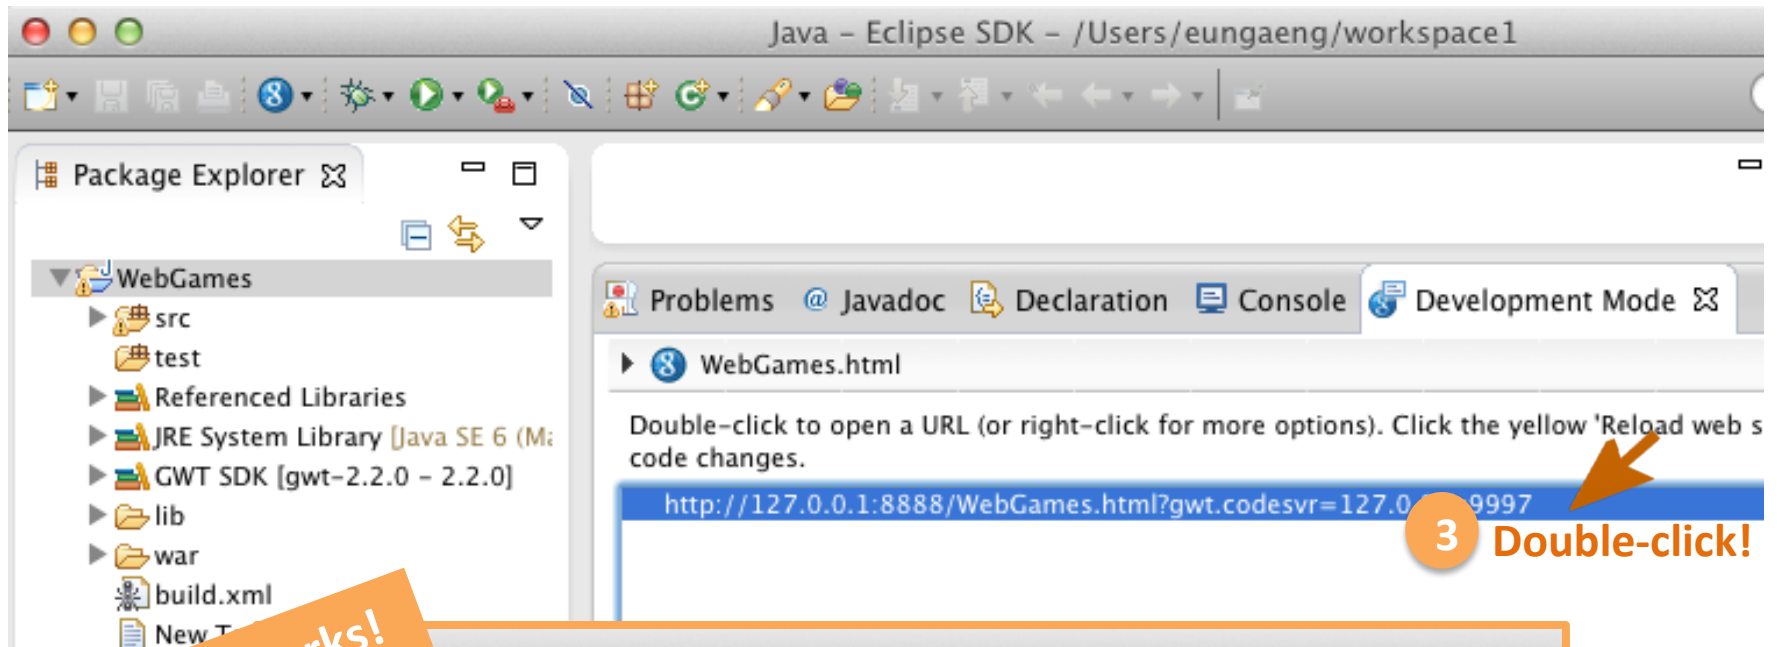 Java – Eclipse SDK – /Users/eungaeng/workspace1
Package Explorer
WebGames
src
test
Referenced Libraries
JRE System Library [Java SE 6 (Ma
GWT SDK [gwt-2.2.0 – 2.2.0]
lib
war
build.xml
New
Problems @ Javadoc Declaration Console Development Mode
WebGames.html
Double-click to open a URL (or right-click for more options). Click the yellow 'Reload web s
code changes.
http://127.0.0.1:8888/WebGames.html?gwt.codesvr=127.0 9997
3 Double-click!
rks!